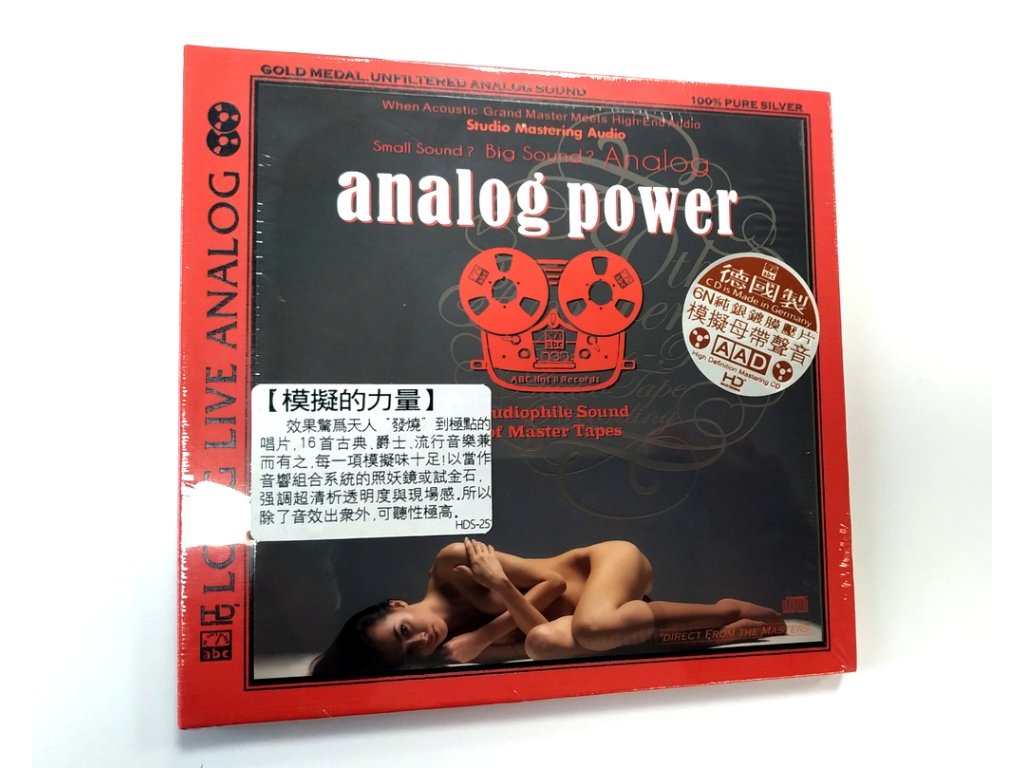 GOLD MEDAL. UNFILTERED ANALOG SOUND
100% PURE SILVER
When Acoustic Grand Master Meets High-End Audio
Studio Mastering Audio
Small Sound? Big Sound? Analog
analog power
LIVE ANALOG
HD
abc
德國製
CD is Made in Germany
6N純銀鍍膜壓片
模擬母帶聲音
AAD
High Definition Mastering CD
HD
ABC Records
Audiophile Sound
of Master Tapes
【模擬的力量】
效果驚爲天人“發燒”到極點的
唱片,16首古典,爵士,流行音樂兼
而有之,每一項模擬味十足!以當作
音響組合系統的照妖鏡或試金石,
强調超清析透明度與現場感。所以
除了音效出衆外,可聽性極高。
HDS-25
"DIRECT FROM THE MASTERS"